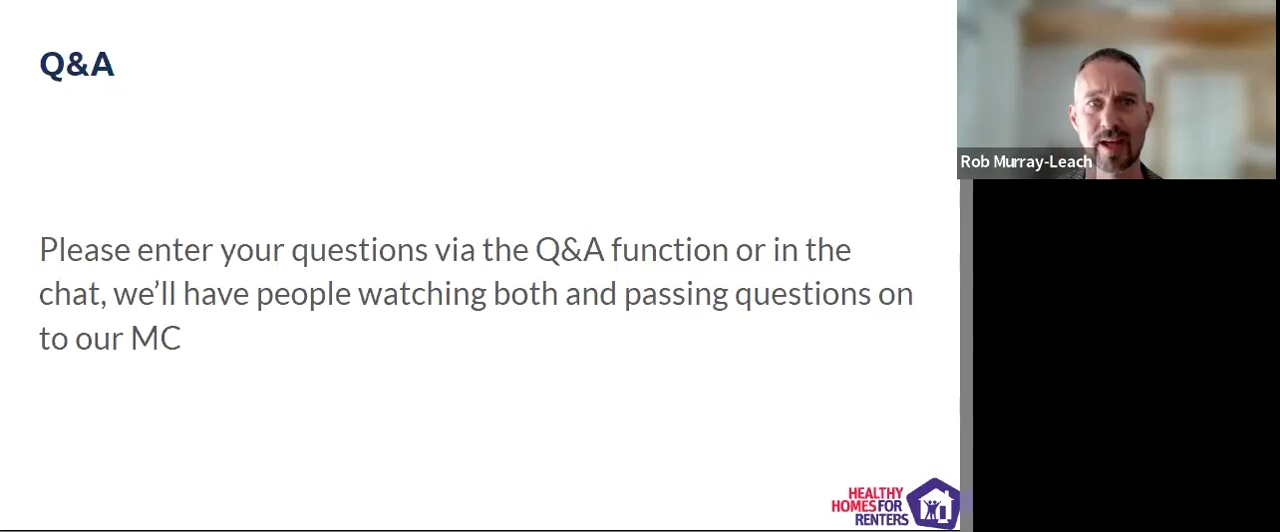 Q&A
Rob Murray-Leach
Please enter your questions via the Q&A function or in the
chat, we’ll have people watching both and passing questions on
to our MC
HEALTHY
HOMES FOR
RENTERS